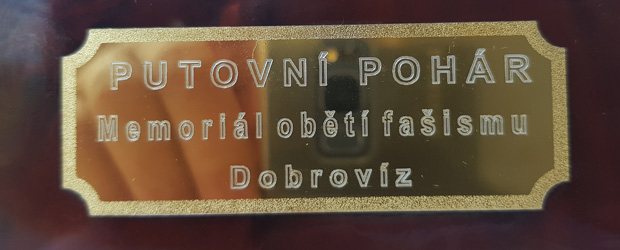 PUTOVNÍ POHÁR
Memoriál obětí fašismu
Dobrovíz